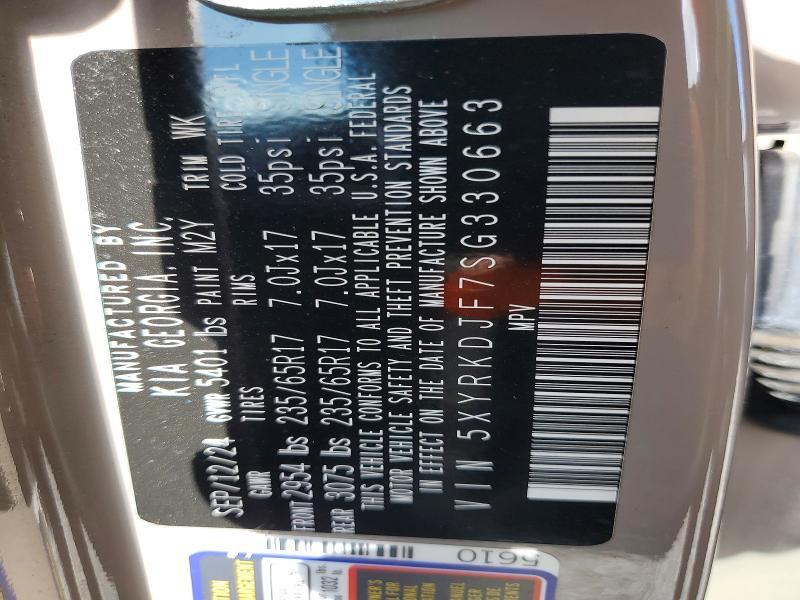 MANUFACTURED BY
KIA GEORGIA, INC.
SEP/12/24 GVWR 5401 lbs PAINT M2Y TRIM WK
GAWR TIRES RIMS COLD TIRE
FRONT 2954 lbs 235/65R17 7.0Jx17 35psi SINGLE
REAR 3075 lbs 235/65R17 7.0Jx17 35psi SINGLE
THIS VEHICLE CONFORMS TO ALL APPLICABLE U.S.A. FEDERAL
MOTOR VEHICLE SAFETY AND THEFT PREVENTION STANDARDS
IN EFFECT ON THE DATE OF MANUFACTURE SHOWN ABOVE
VIN 5XYRKDJF7SG330663
MPV
5610
1032 lbs.